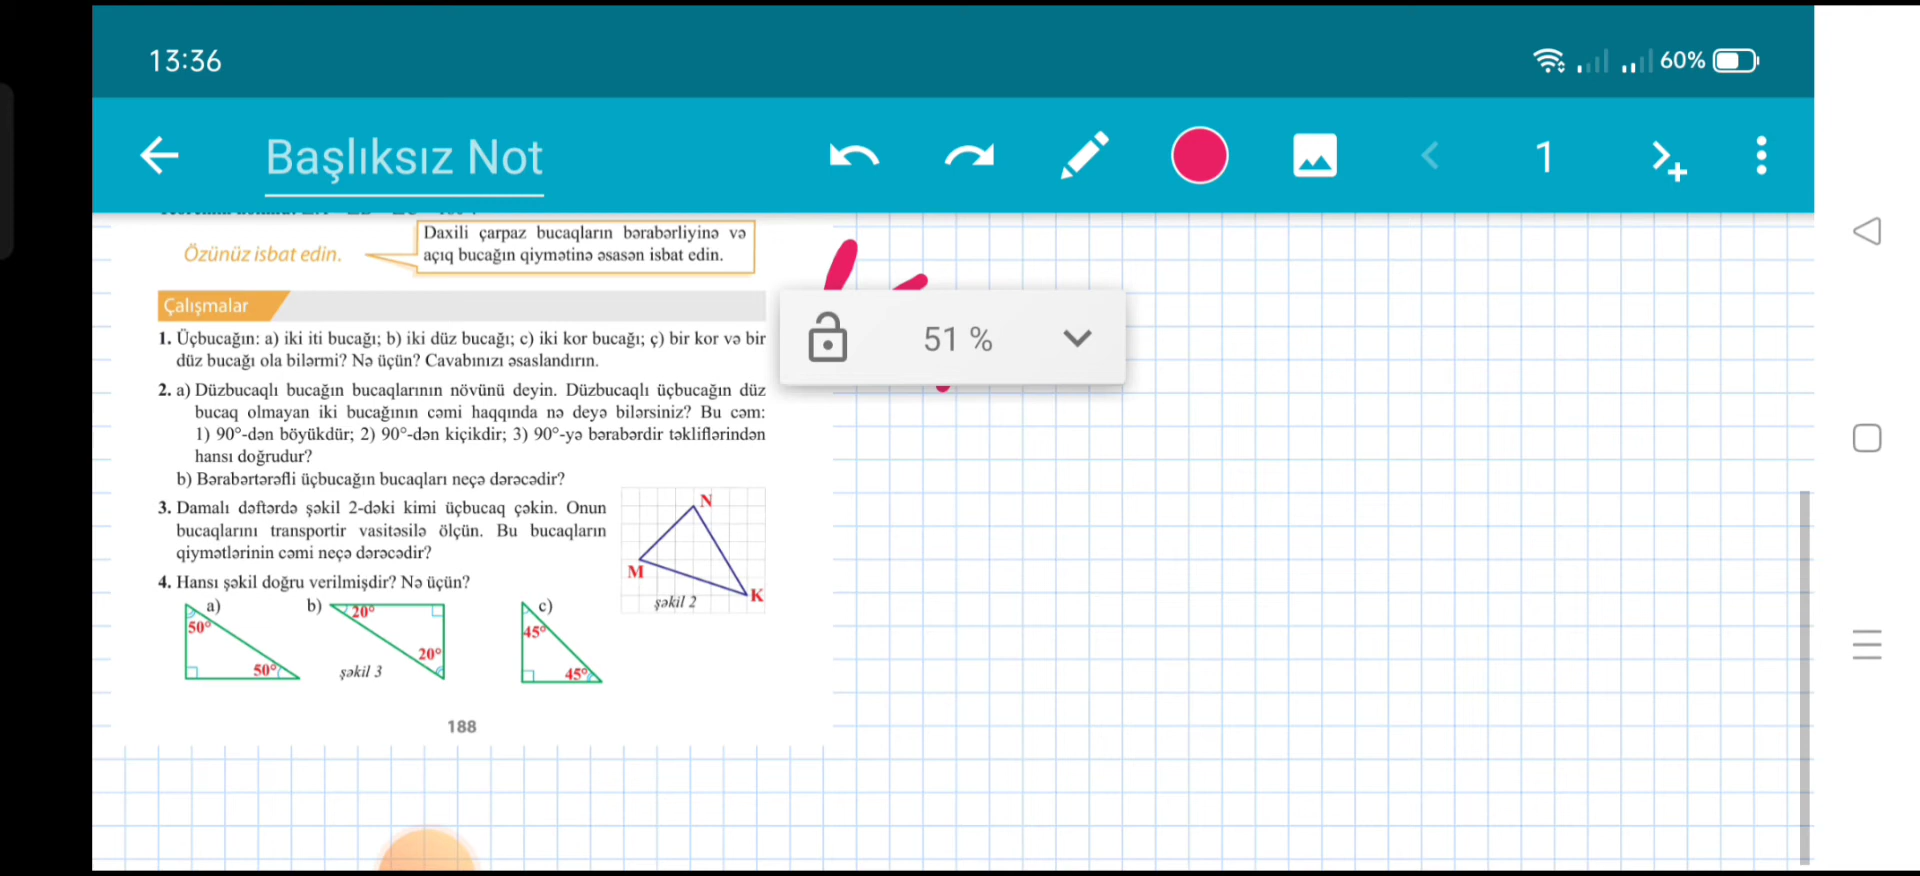 13:36
60%
Başlıksız Not
1
Özünüz isbat edin.
Daxili çarpaz bucaqların bərabərliyinə və
açıq bucağın qiymətinə əsasən isbat edin.
Çalışmalar
51 %
1. Üçbucağın: a) iki iti bucağı; b) iki düz bucağı; c) iki kor bucağı; ç) bir kor və bir
düz bucağı ola bilərmi? Nə üçün? Cavabınızı əsaslandırın.
2. a) Düzbucaqlı bucağın bucaqlarının növünü deyin. Düzbucaqlı üçbucağın düz
bucaq olmayan iki bucağının cəmi haqqında nə deyə bilərsiniz? Bu cəm:
1) 90°-dən böyükdür; 2) 90°-dən kiçikdir; 3) 90°-yə bərabərdir təkliflərindən
hansı doğrudur?
b) Bərabərtərəfli üçbucağın bucaqları neçə dərəcədir?
3. Damalı dəftərdə şəkil 2-dəki kimi üçbucaq çəkin. Onun
bucaqlarını transportir vasitəsilə ölçün. Bu bucaqların
qiymətlərinin cəmi neçə dərəcədir?
N
M
K
şəkil 2
4. Hansı şəkil doğru verilmişdir? Nə üçün?
a)
50°
50°
b)
20°
20°
şəkil 3
c)
45°
45°
188